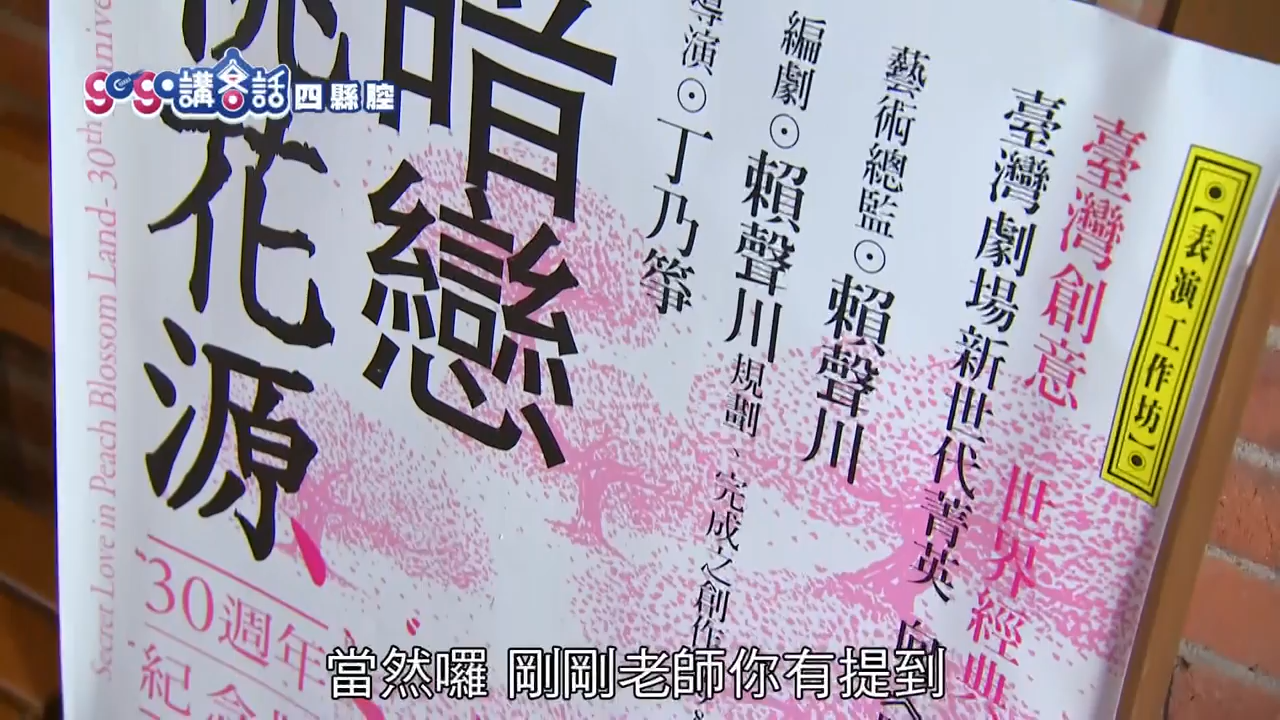 gogo講客話四縣腔
【表演工作坊】
臺灣創意 世界經典
臺灣劇場新世代菁英 向《
藝術總監⊙賴聲川
編劇⊙賴聲川規劃、完成之創作
導演⊙丁乃箏
暗戀
桃花源
30週年
紀念
Secret Love in Peach Blossom Land- 30th
當然囉 剛剛老師你有提到